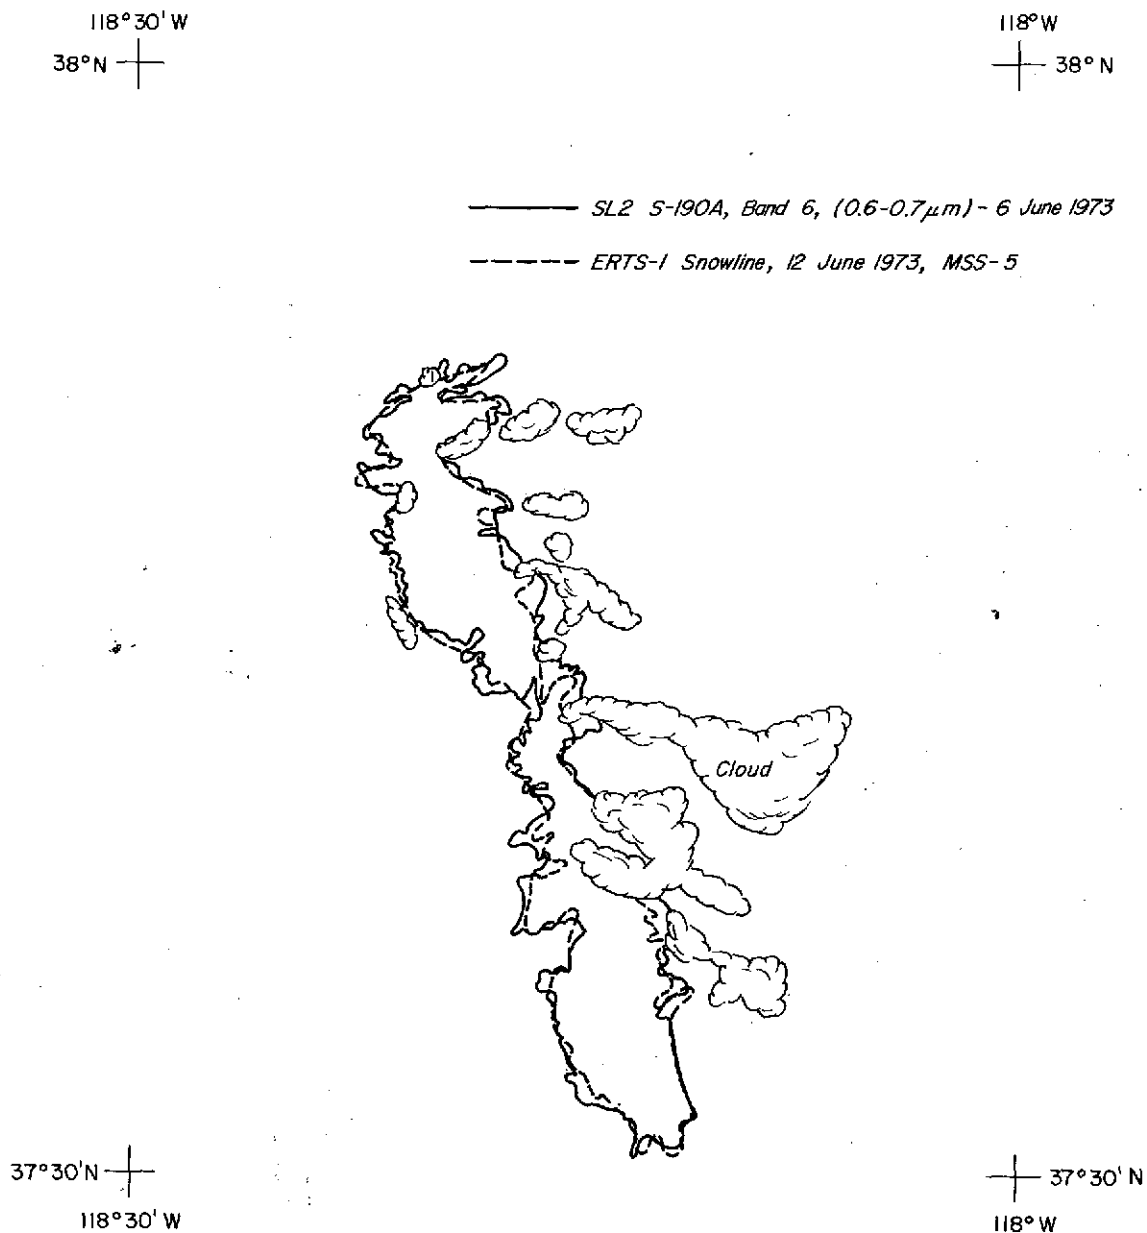 118°30'W
118°W
38°N
38°N
SL2 S-190A, Band 6, (0.6-0.7μm) - 6 June 1973
ERTS-1 Snowline, 12 June 1973, MSS-5
Cloud
37°30'N
37°30'N
118°30'W
118°W